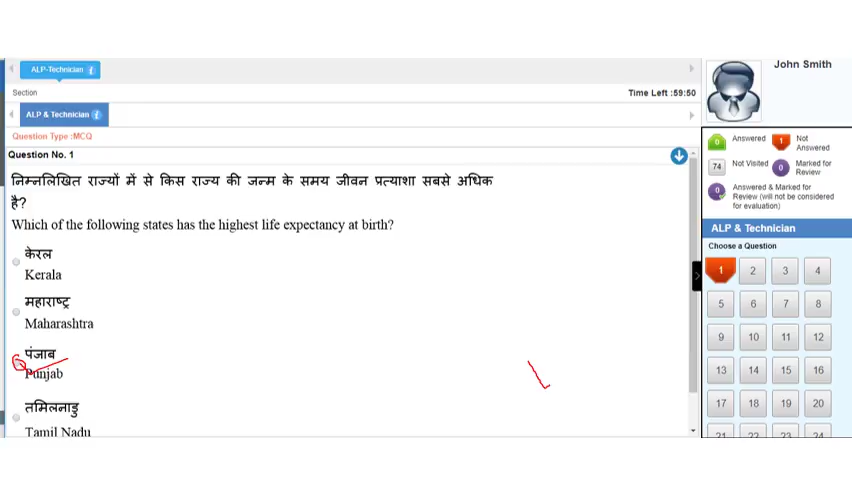 John Smith
ALP-Technician i
Section
Time Left :59:50
ALP & Technician i
Question Type :MCQ
Question No. 1
निम्नलिखित राज्यों में से किस राज्य की जन्म के समय जीवन प्रत्याशा सबसे अधिक
है?
Which of the following states has the highest life expectancy at birth?
केरल
Kerala
महाराष्ट्र
Maharashtra
पंजाब
Punjab
तमिलनाडु
Tamil Nadu
0 Answered
1 Not
Answered
74 Not Visited
0 Marked for
Review
0 Answered & Marked for
Review (will not be considered
for evaluation)
ALP & Technician
Choose a Question
1 2 3 4
5 6 7 8
9 10 11 12
13 14 15 16
17 18 19 20
21 22 23 24